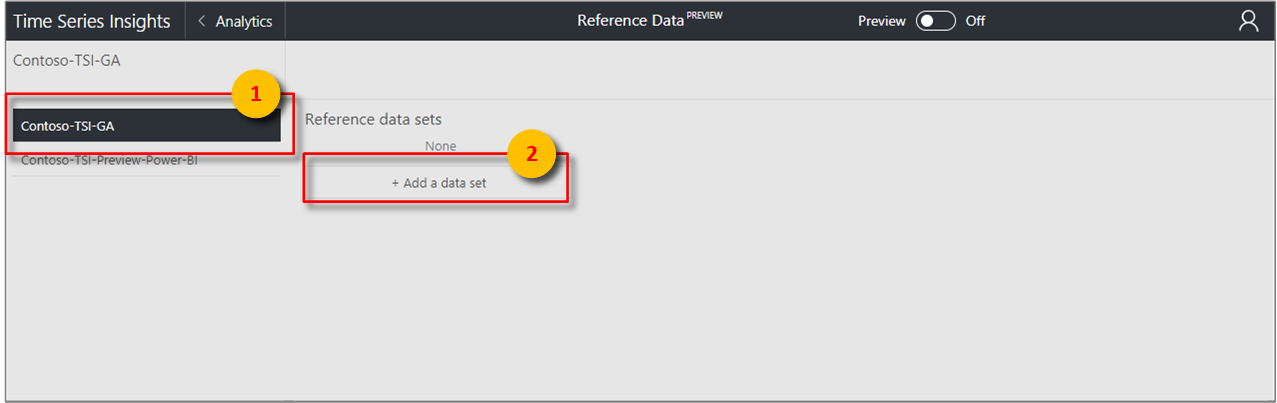 Time Series Insights < Analytics Reference Data PREVIEW Preview Off
Contoso-TSI-GA
1
Contoso-TSI-GA
Reference data sets
None
2
Contoso-TSI-Preview-Power-BI
+ Add a data set